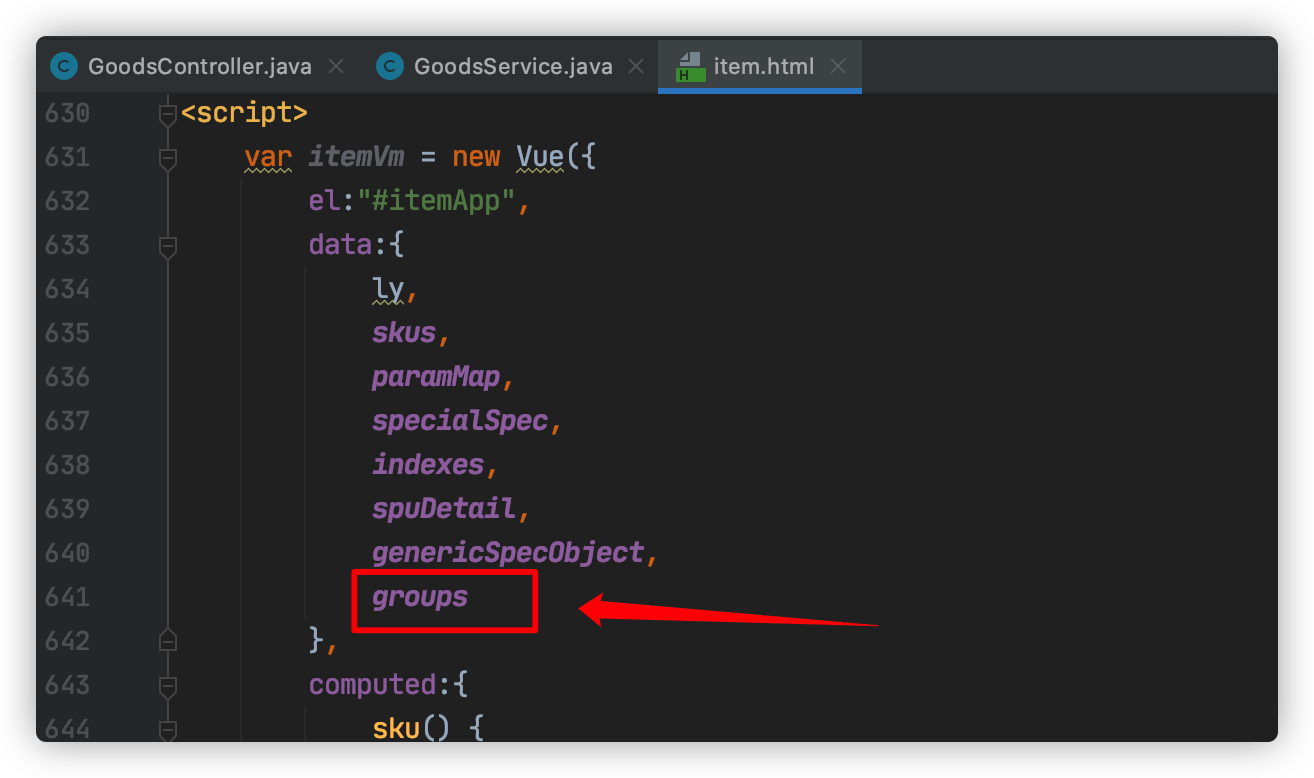 GoodsController.java GoodsService.java item.html
630 <script>
631 var itemVm = new Vue({
632 el:"#itemApp",
633 data:{
634 ly,
635 skus,
636 paramMap,
637 specialSpec,
638 indexes,
639 spuDetail,
640 genericSpecObject,
641 groups
642 },
643 computed:{
644 sku() {